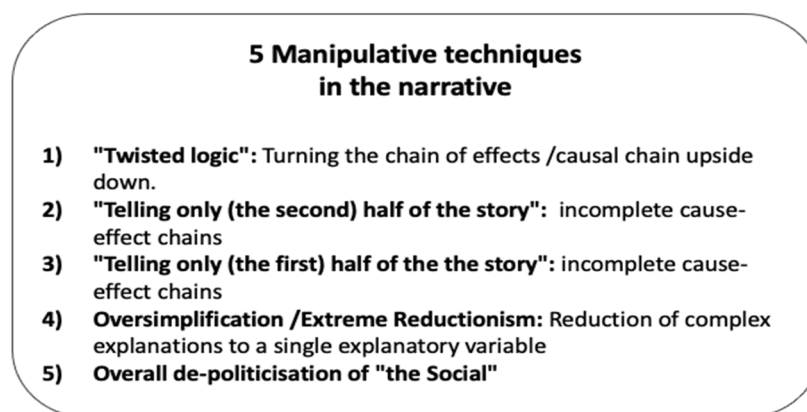 5 Manipulative techniques
in the narrative
1) "Twisted logic": Turning the chain of effects /causal chain upside
down.
2) "Telling only (the second) half of the story": incomplete cause-
effect chains
3) "Telling only (the first) half of the the story": incomplete cause-
effect chains
4) Oversimplification /Extreme Reductionism: Reduction of complex
explanations to a single explanatory variable
5) Overall de-politicisation of "the Social"